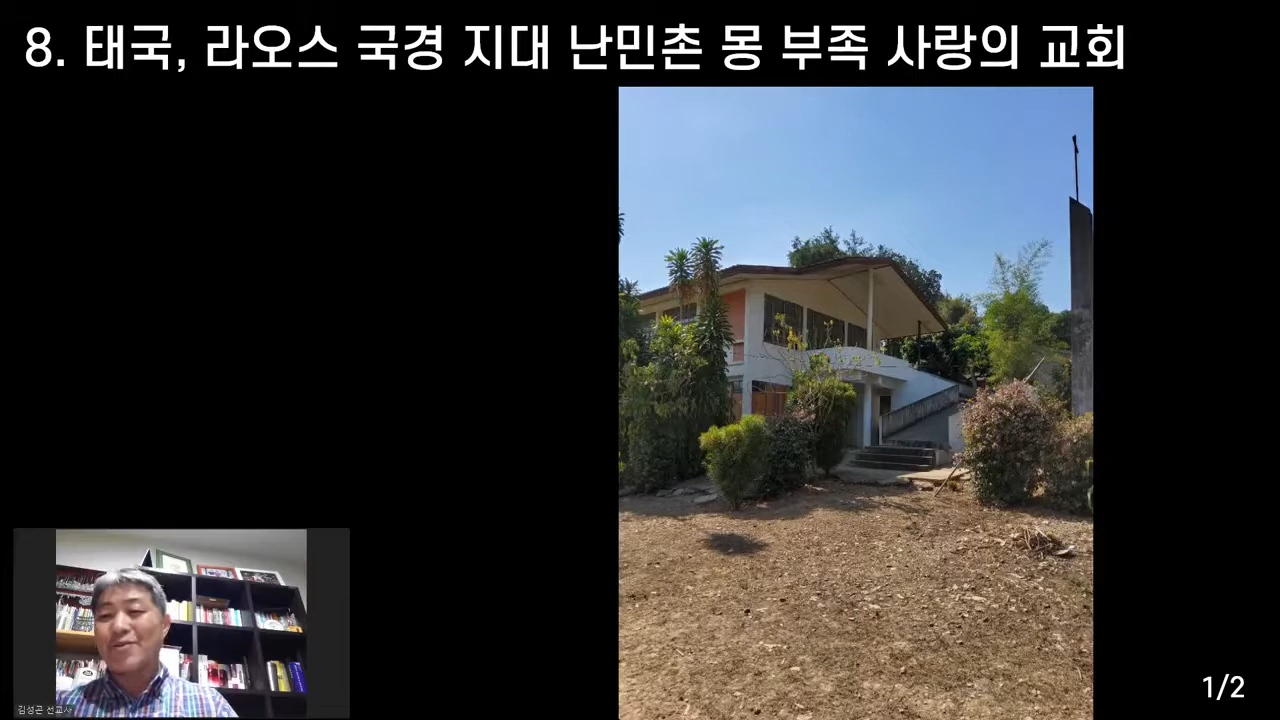 8. 태국, 라오스 국경 지대 난민촌 몽 부족 사랑의 교회
김성곤 선교사
1/2